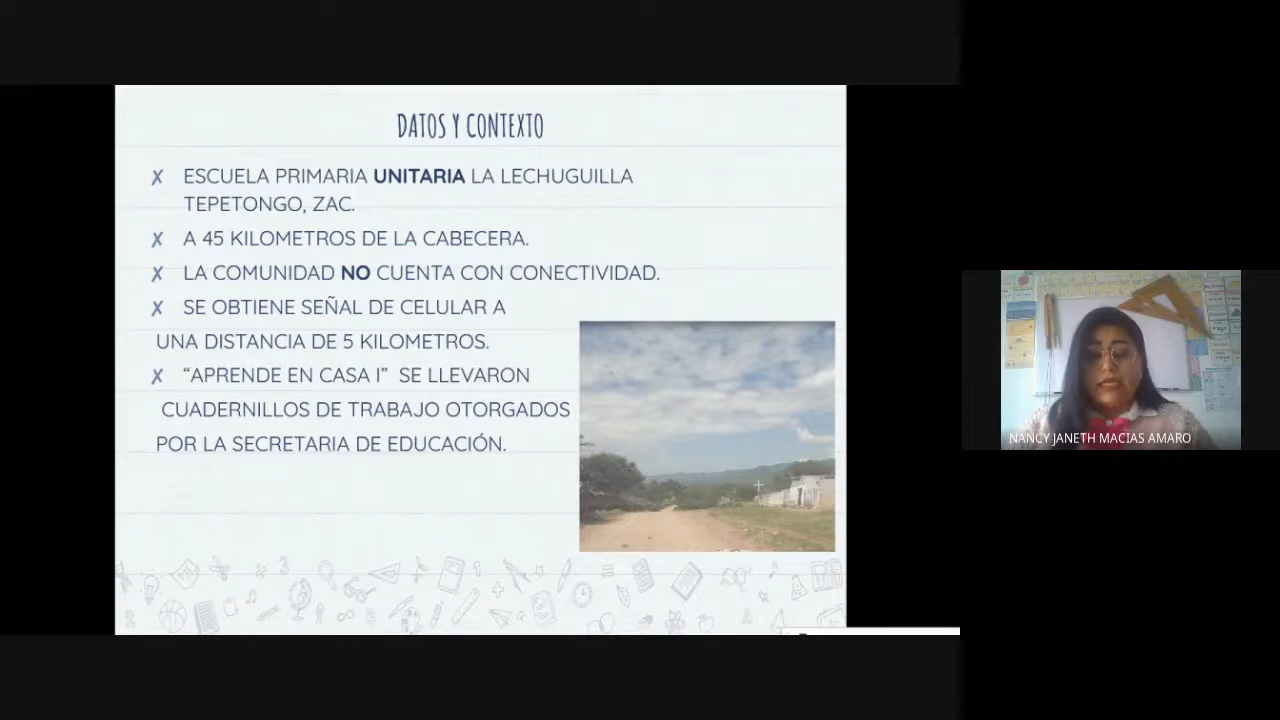 DATOS Y CONTEXTO
✗ ESCUELA PRIMARIA UNITARIA LA LECHUGUILLA
TEPETONGO, ZAC.
✗ A 45 KILOMETROS DE LA CABECERA.
✗ LA COMUNIDAD NO CUENTA CON CONECTIVIDAD.
✗ SE OBTIENE SEÑAL DE CELULAR A
UNA DISTANCIA DE 5 KILOMETROS.
✗ “APRENDE EN CASA I” SE LLEVARON
CUADERNILLOS DE TRABAJO OTORGADOS
POR LA SECRETARIA DE EDUCACIÓN.
NANCY JANETH MACIAS AMARO